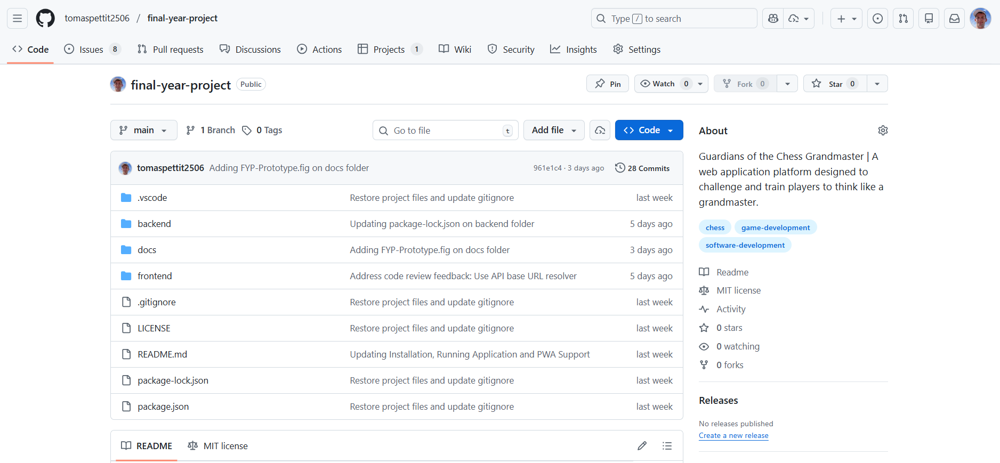 tomaspettit2506 / final-year-project
Type / to search
Code
Issues 8
Pull requests
Discussions
Actions
Projects 1
Wiki
Security
Insights
Settings
final-year-project Public
Pin
Watch 0
Fork 0
Star 0
main
1 Branch
0 Tags
Go to file t
Add file
Code
tomaspettit2506 Adding FYP-Prototype.fig on docs folder 961e1c4 · 3 days ago 28 Commits
.vscode Restore project files and update gitignore last week
backend Updating package-lock.json on backend folder 5 days ago
docs Adding FYP-Prototype.fig on docs folder 3 days ago
frontend Address code review feedback: Use API base URL resolver 5 days ago
.gitignore Restore project files and update gitignore last week
LICENSE Restore project files and update gitignore last week
README.md Updating Installation, Running Application and PWA Support last week
package-lock.json Restore project files and update gitignore last week
package.json Restore project files and update gitignore last week
README
MIT license
About
Guardians of the Chess Grandmaster | A
web application platform designed to
challenge and train players to think like a
grandmaster.
chess game-development
software-development
Readme
MIT license
Activity
0 stars
0 watching
0 forks
Releases
No releases published
Create a new release